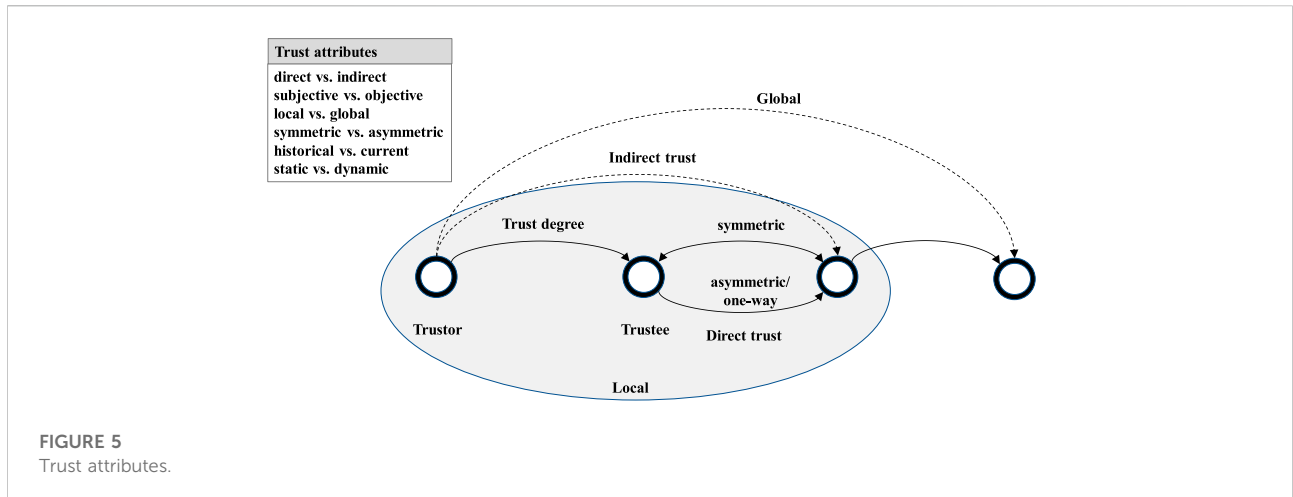 Trust attributes
direct vs. indirect
subjective vs. objective
local vs. global
symmetric vs. asymmetric
historical vs. current
static vs. dynamic
Global
Indirect trust
Trust degree
symmetric
asymmetric/
one-way
Trustor
Trustee
Direct trust
Local
FIGURE 5
Trust attributes.